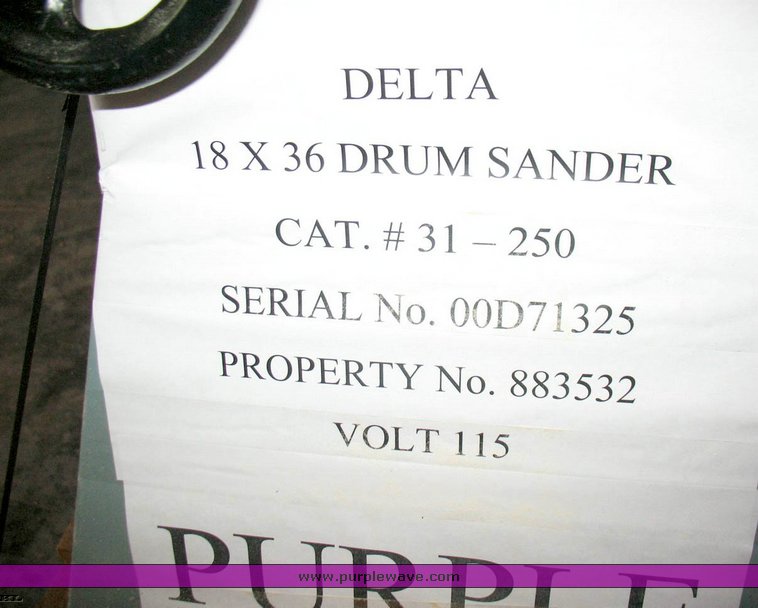 DELTA
18 X 36 DRUM SANDER
CAT. # 31 – 250
SERIAL No. 00D71325
PROPERTY No. 883532
VOLT 115
PURPLE
www.purplewave.com